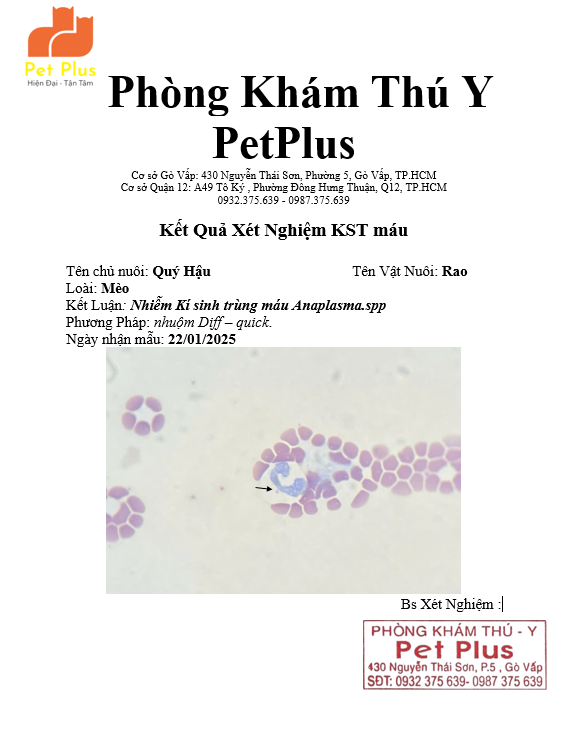 Pet Plus
Hiện Đại - Tận Tâm
Phòng Khám Thú Y
PetPlus
Cơ sở Gò Vấp: 430 Nguyễn Thái Sơn, Phường 5, Gò Vấp, TP.HCM
Cơ sở Quận 12: A49 Tô Ký , Phường Đông Hưng Thuận, Q12, TP.HCM
0932.375.639 - 0987.375.639
Kết Quả Xét Nghiệm KST máu
Tên chủ nuôi: Quý Hậu Tên Vật Nuôi: Rao
Loài: Mèo
Kết Luận: Nhiễm Kí sinh trùng máu Anaplasma.spp
Phương Pháp: nhuộm Diff – quick.
Ngày nhận mẫu: 22/01/2025
Bs Xét Nghiệm :
PHÒNG KHÁM THÚ - Y
Pet Plus
430 Nguyễn Thái Sơn, P.5 , Gò Vấp
SĐT: 0932 375 639- 0987 375 639